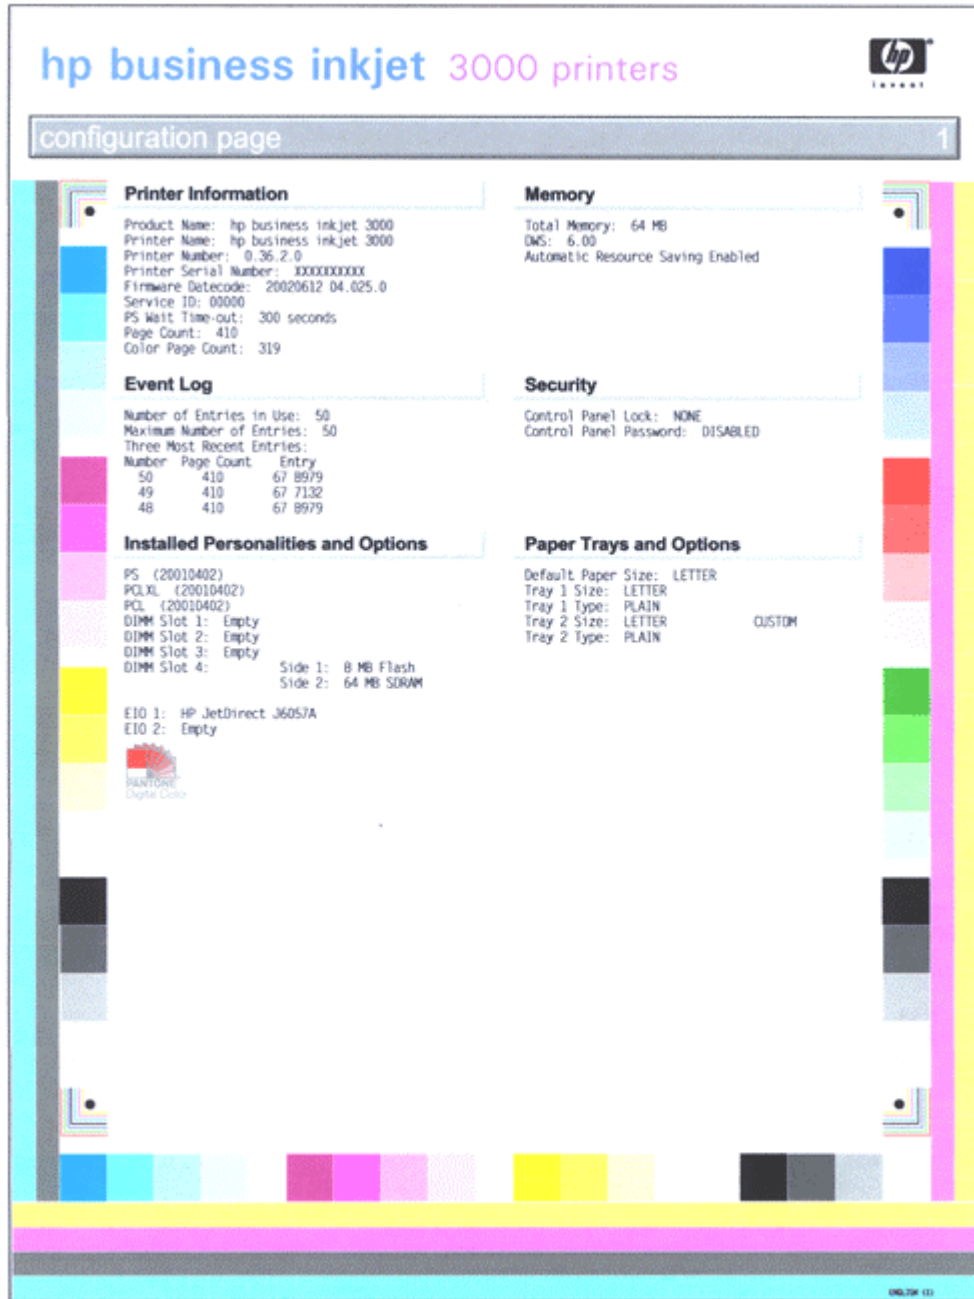 hp business inkjet 3000 printers
hp
invent
configuration page 1
Printer Information
Product Name: hp business inkjet 3000
Printer Name: hp business inkjet 3000
Printer Number: 0.36.2.0
Printer Serial Number: XXXXXXXXXX
Firmware Datecode: 20020612 04.025.0
Service ID: 00000
PS Wait Time-out: 300 seconds
Page Count: 410
Color Page Count: 319
Memory
Total Memory: 64 MB
DWS: 6.00
Automatic Resource Saving Enabled
Event Log
Number of Entries in Use: 50
Maximum Number of Entries: 50
Three Most Recent Entries:
Number Page Count Entry
50 410 67 8979
49 410 67 7132
48 410 67 8979
Security
Control Panel Lock: NONE
Control Panel Password: DISABLED
Installed Personalities and Options
PS (20010402)
PCLXL (20010402)
PCL (20010402)
DIMM Slot 1: Empty
DIMM Slot 2: Empty
DIMM Slot 3: Empty
DIMM Slot 4: Side 1: 8 MB Flash
Side 2: 64 MB SDRAM
EIO 1: HP JetDirect J6057A
EIO 2: Empty
PANTONE
Digital Color
Paper Trays and Options
Default Paper Size: LETTER
Tray 1 Size: LETTER
Tray 1 Type: PLAIN
Tray 2 Size: LETTER CUSTOM
Tray 2 Type: PLAIN
ENGLISH (1)